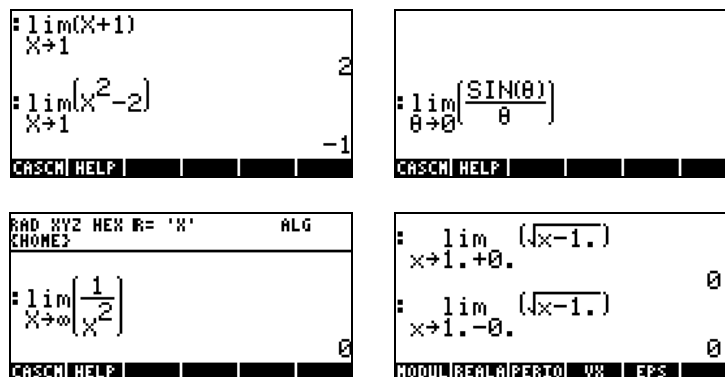 :lim(X+1)
X→1
2
:lim(X²-2)
X→1
-1
CASCM HELP
:lim(SIN(θ)/θ)
θ→0
CASCM HELP
RAD XYZ HEX R= 'X' ALG
{HOME}
:lim(1/X²)
X→∞
0
CASCM HELP
: lim (√x-1.)
x→1.+0.
0
: lim (√x-1.)
x→1.-0.
0
MODUL REALA PERIO VX EPS